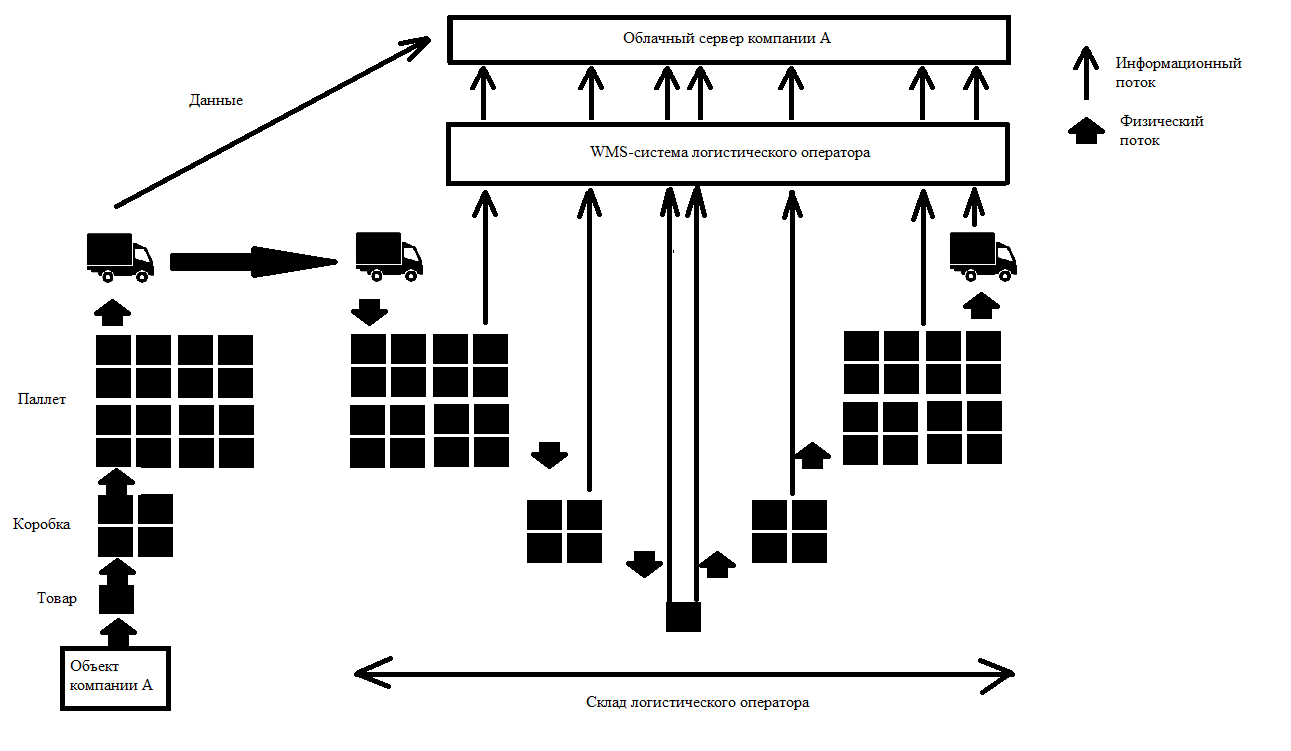 Облачный сервер компании А
Информационный
поток
Данные
Физический
поток
WMS-система логистического оператора
Паллет
Коробка
Товар
Объект
компании А
Склад логистического оператора